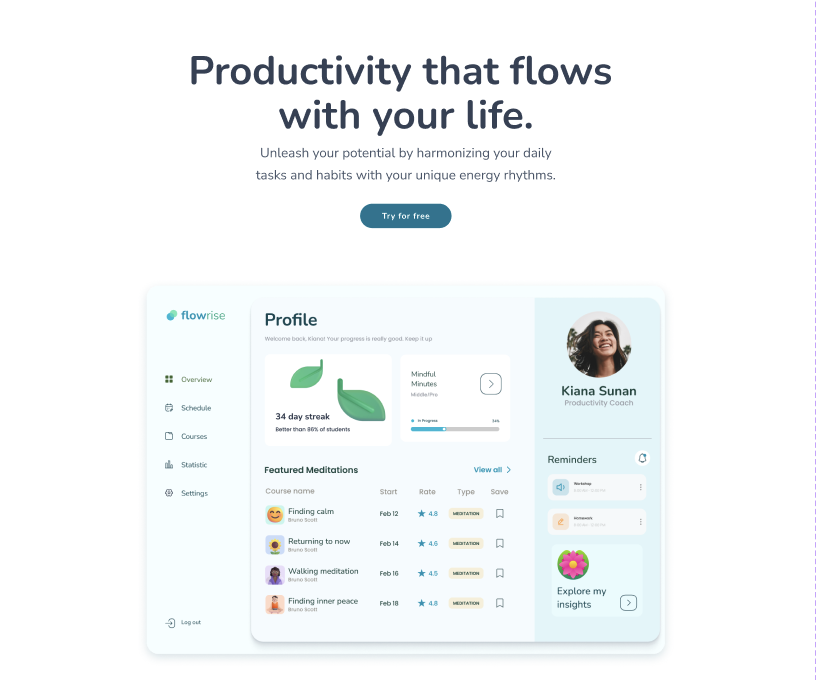 Productivity that flows
with your life.
Unleash your potential by harmonizing your daily
tasks and habits with your unique energy rhythms.
Try for free
flowrise
Overview
Schedule
Courses
Statistic
Settings
Log out
Profile
Welcome back, Kiana! Your progress is really good. Keep it up
34 day streak
Better than 86% of students
Mindful
Minutes
In Progress
Featured Meditations
View all
Course name Start Rate Type Save
Finding calm
Bruno Scott
Feb 12 4.8 MEDITATION
Returning to now
Bruno Scott
Feb 14 4.6 MEDITATION
Walking meditation
Bruno Scott
Feb 16 4.5 MEDITATION
Finding inner peace
Bruno Scott
Feb 18 4.8 MEDITATION
Kiana Sunan
Productivity Coach
Reminders
Workshop
Homework
Explore my
insights